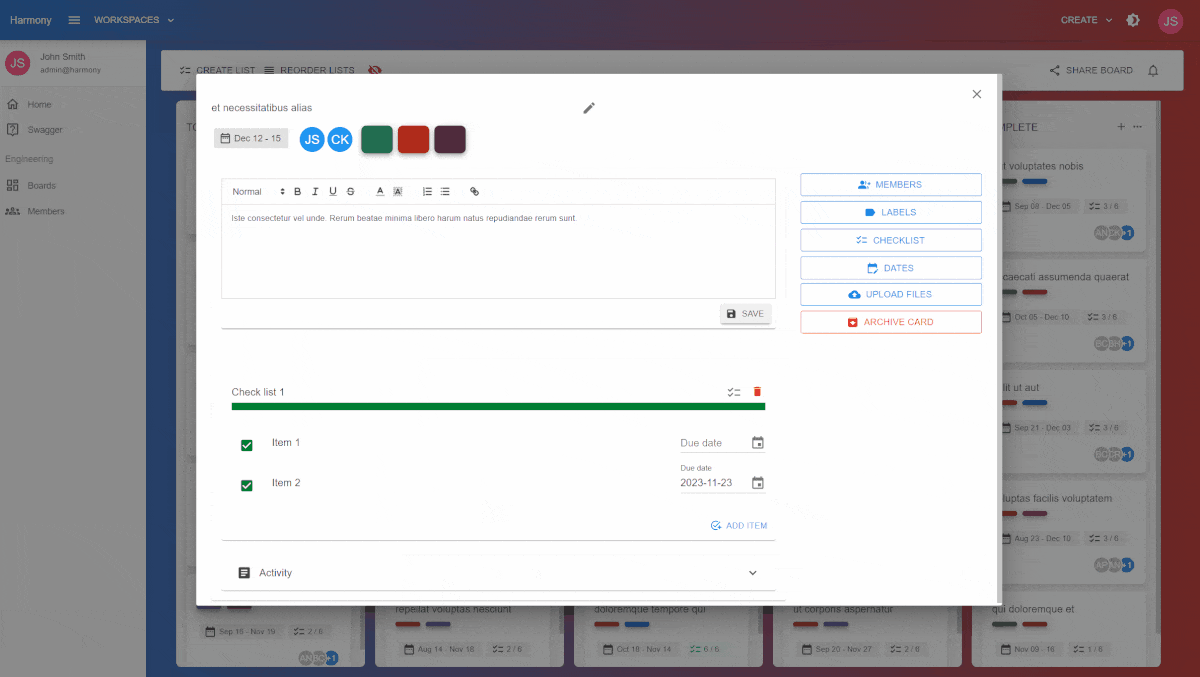 Harmony
WORKSPACES
CREATE
JS
JS
John Smith
admin@harmony
Home
Swagger
Engineering
Boards
Members
CREATE LIST
REORDER LISTS
SHARE BOARD
et necessitatibus alias
Dec 12 - 15
JS
CK
Normal
B I U S A A
Iste consectetur vel unde. Rerum beatae minima libero harum natus repudiandae rerum sunt.
SAVE
MEMBERS
LABELS
CHECKLIST
DATES
UPLOAD FILES
ARCHIVE CARD
Check list 1
Item 1
Due date
Item 2
Due date
2023-11-23
ADD ITEM
Activity
MPLETE
t voluptates nobis
Sep 08 - Dec 05
3 / 6
+1
caecati assumenda quaerat
Oct 05 - Dec 10
3 / 6
+1
lit ut aut
Sep 21 - Dec 03
3 / 6
+1
luptas facilis voluptatem
Aug 23 - Dec 10
3 / 6
+1
Sep 16 - Nov 19
2 / 6
+1
repellat voluptas nesciunt
Aug 14 - Nov 16
2 / 6
doloremque tempore qui
Oct 16 - Nov 14
6 / 6
ut corporis aspernatur
Sep 20 - Nov 27
2 / 6
qui doloremque et
Nov 09 - 16
1 / 6